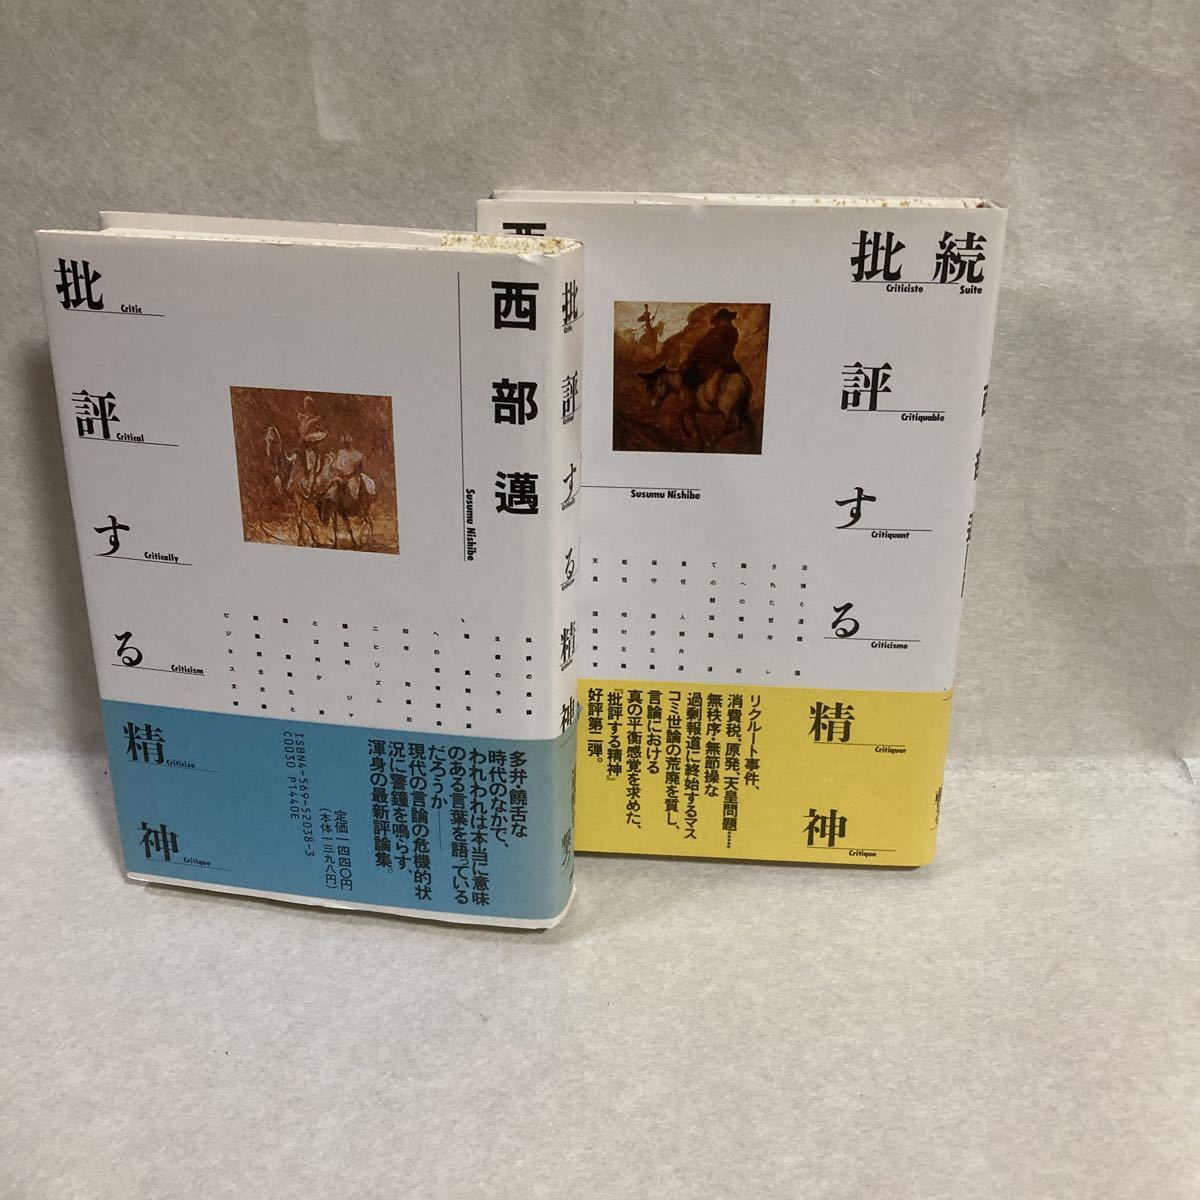 批評する精神
Critic
Critical
Critically
Criticism
Criticize
Critique
西部邁
Susumu Nishibe
批評する精神
多弁・饒舌な
時代のなかで、
われわれは本当に意味
のある言葉を語っている
だろうか――
現代の言論の危機的状
況に警鐘を鳴らす、
渾身の最新評論集。
定価一四四〇円
(本体一三九八円)
ISBN4-569-52038-3
C0030 P1440E
続
Suite
批評する精神
Criticiste
Critiquable
Critiquant
Criticisme
Critiquer
Critique
Susumu Nishibe
リクルート事件、
消費税、原発、天皇問題……
無秩序・無節操な
過剰報道に終始するマス
コミ世論の荒廃を質し、
言論における
真の平衡感覚を求めた、
『批評する精神』
好評第二弾。